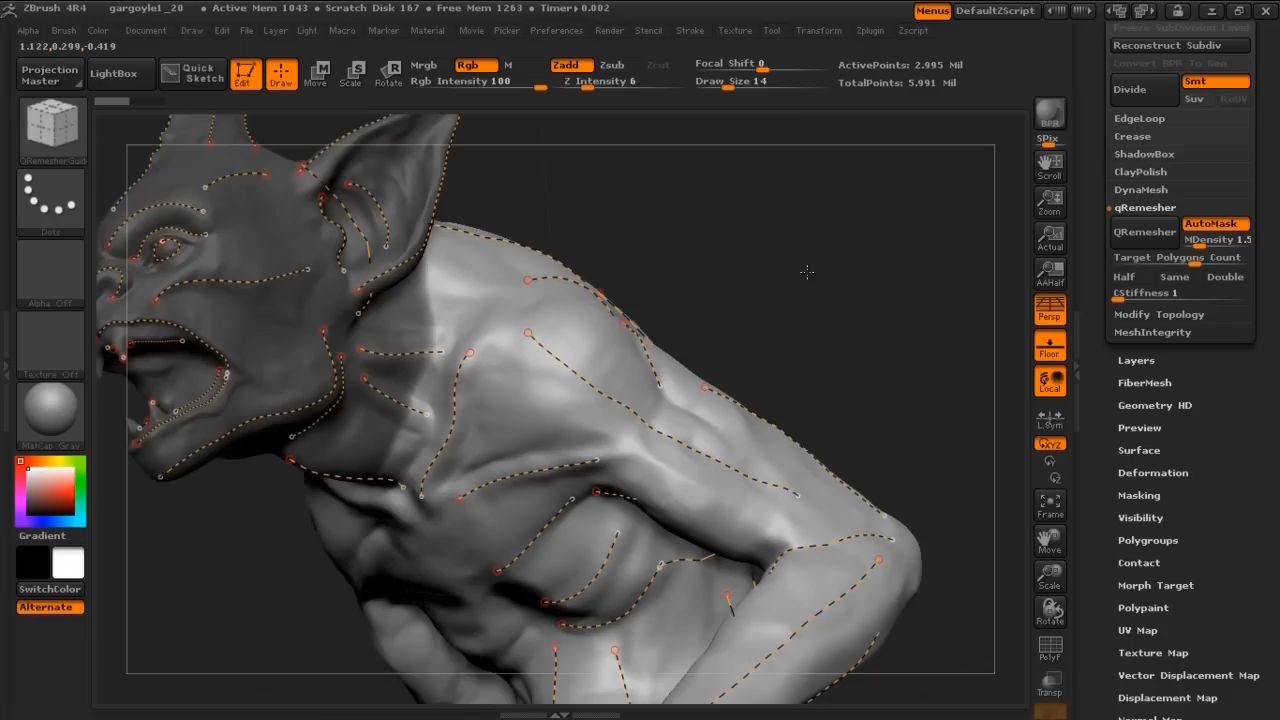 ZBrush 4R4 gargoyle1_20 • Active Mem 1043 • Scratch Disk 167 • Free Mem 1263 • Timer▸0.002 Menus DefaultZScript
Alpha Brush Color Document Draw Edit File Layer Light Macro Marker Material Movie Picker Preferences Render Stencil Stroke Texture Tool Transform Zplugin Zscript
1.122,0.299,-0.419
Projection Master
LightBox
Quick Sketch
Edit
Draw
Move
Scale
Rotate
Mrgb Rgb M
Rgb Intensity 100
Zadd Zsub Zcut
Z Intensity 6
Focal Shift 0
Draw Size 14
ActivePoints: 2.995 Mil
TotalPoints: 5.991 Mil
QRemesherGuid
Dots
Alpha Off
Texture Off
MatCap Gray
Gradient
SwitchColor
Alternate
BPR
SPix
Scroll
Zoom
Actual
AAHalf
Persp
Floor
Local
L.Sym
XYZ
Y
Z
Frame
Move
Scale
Rotate
PolyF
Transp
Freeze SubDivision Levels
Reconstruct Subdiv
Convert BPR To Geo
Divide
Smt
Suv ReUV
EdgeLoop
Crease
ShadowBox
ClayPolish
DynaMesh
qRemesher
QRemesher
AutoMask
MDensity 1.5
Target Polygons Count
Half Same Double
CStiffness 1
Modify Topology
MeshIntegrity
Layers
FiberMesh
Geometry HD
Preview
Surface
Deformation
Masking
Visibility
Polygroups
Contact
Morph Target
Polypaint
UV Map
Texture Map
Vector Displacement Map
Displacement Map
Normal Map